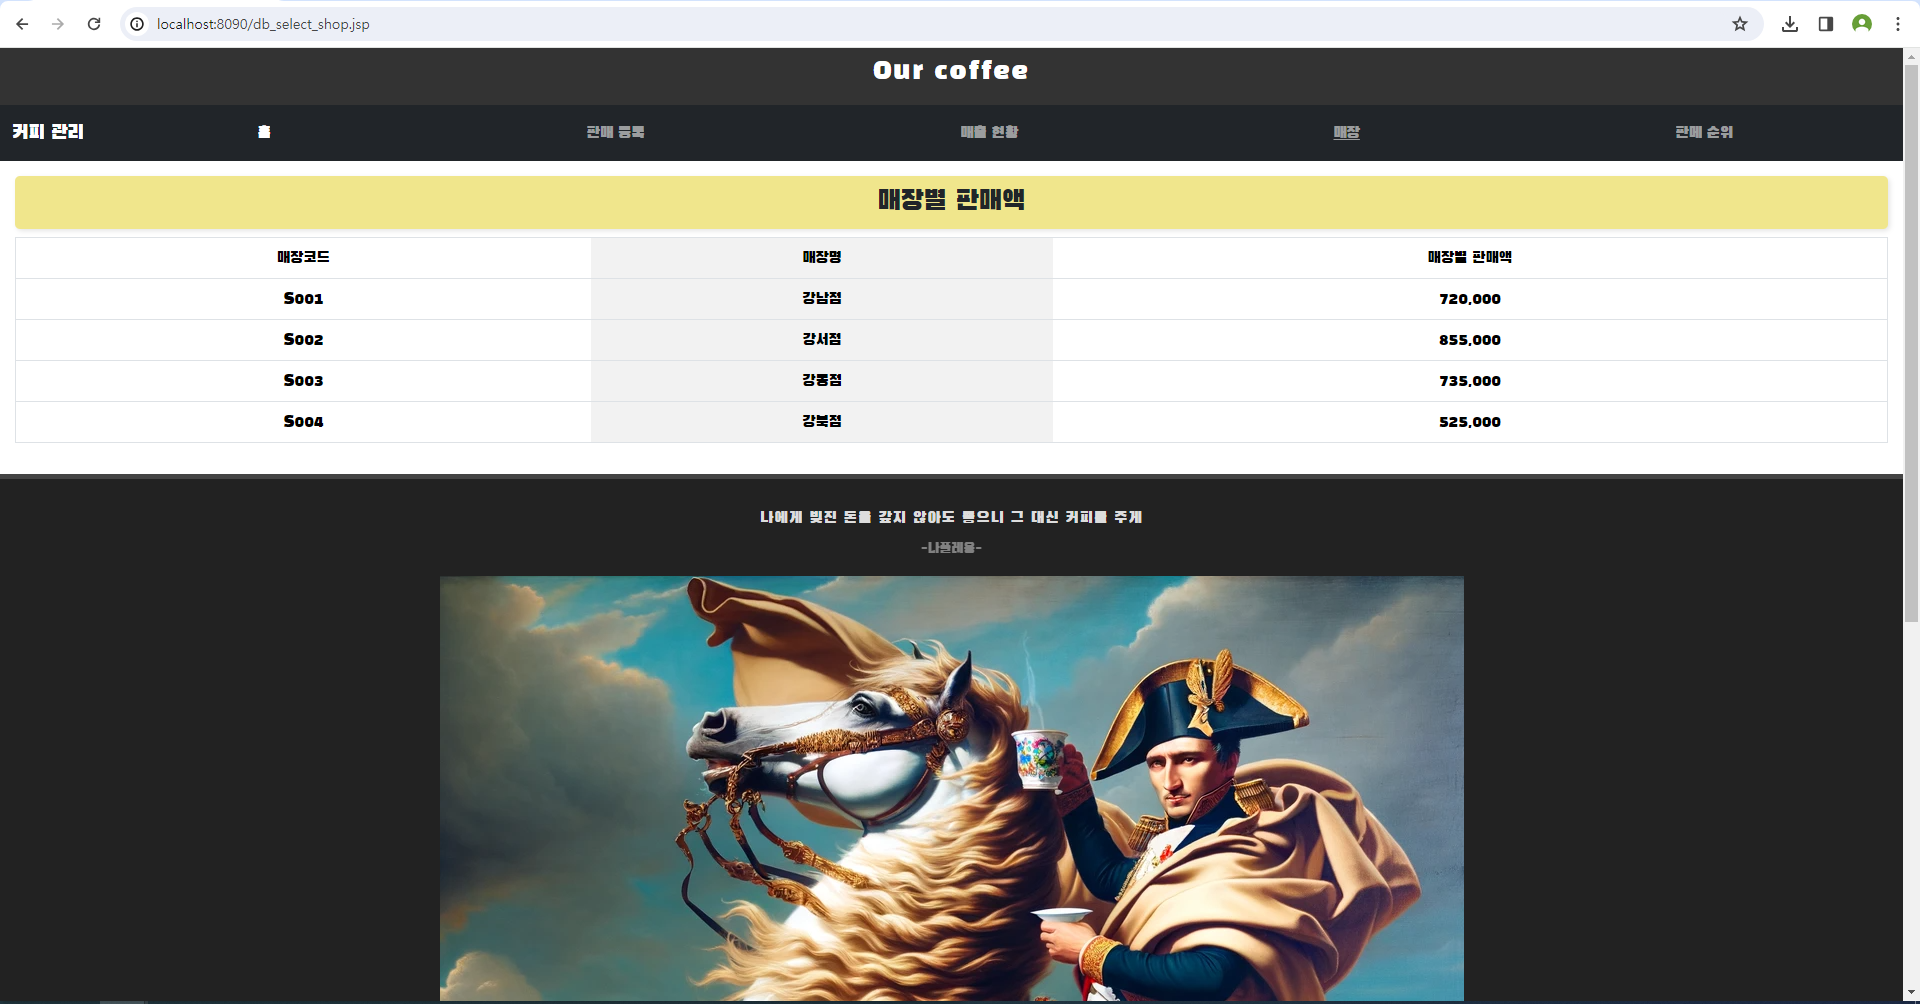 localhost:8090/db_select_shop.jsp
Our coffee
커피 관리 홈 판매 등록 매출 현황 매장 판메 순위
매장별 판매액
매장코드 매장명 매장별 판매액
S001 강남점 720,000
S002 강서점 855,000
S003 강동점 735,000
S004 강북점 525,000
나에게 빚진 돈을 갚지 않아도 좋으니 그 대신 커피를 주게
-나폴레옹-